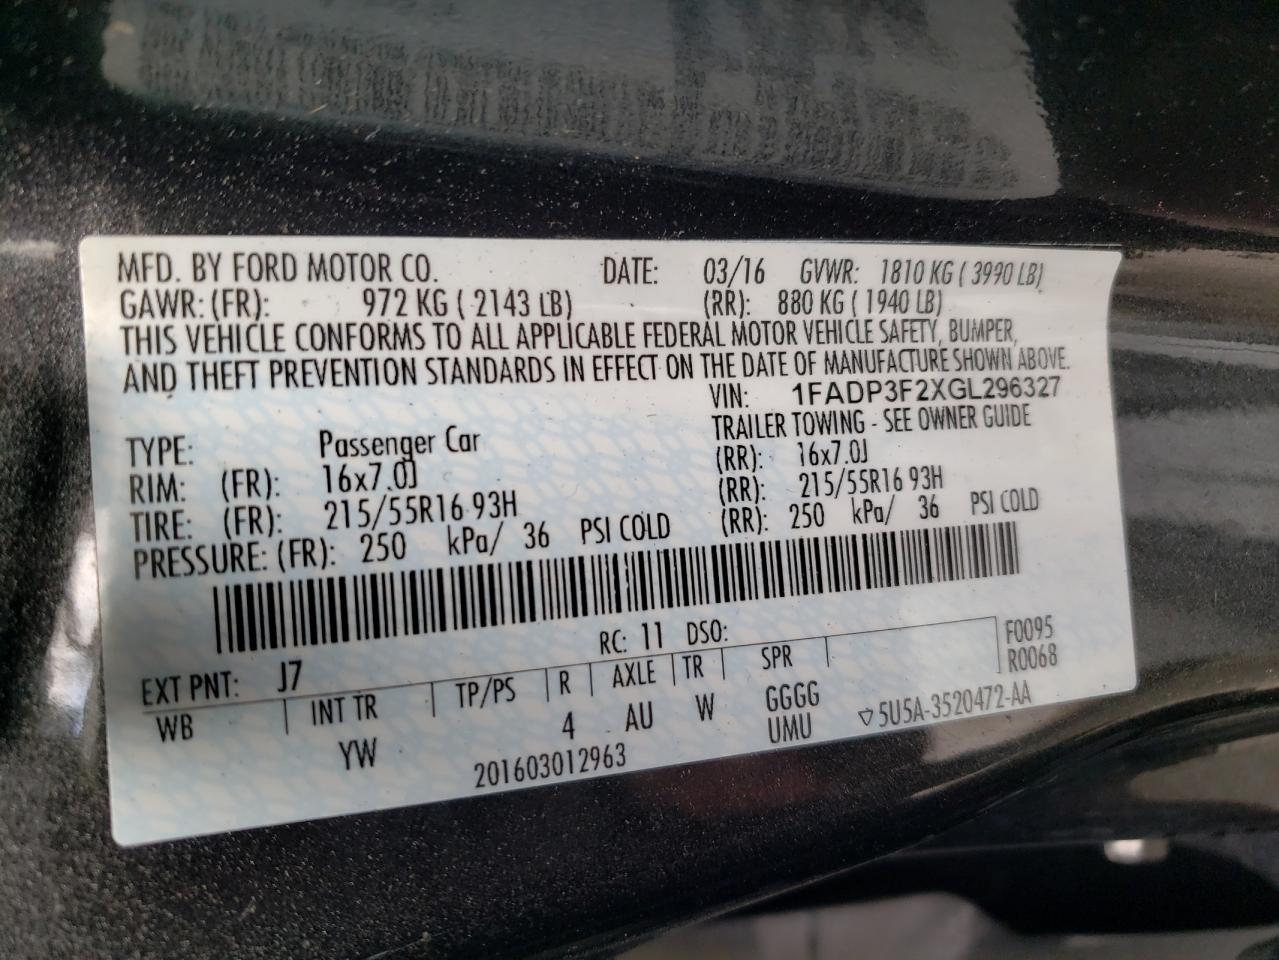 MFD. BY FORD MOTOR CO. DATE: 03/16 GVWR: 1810 KG ( 3990 LB)
GAWR: (FR): 972 KG ( 2143 LB) (RR): 880 KG ( 1940 LB)
THIS VEHICLE CONFORMS TO ALL APPLICABLE FEDERAL MOTOR VEHICLE SAFETY, BUMPER,
AND THEFT PREVENTION STANDARDS IN EFFECT ON THE DATE OF MANUFACTURE SHOWN ABOVE.
VIN: 1FADP3F2XGL296327
TYPE: Passenger Car TRAILER TOWING - SEE OWNER GUIDE
RIM: (FR): 16x7.0J (RR): 16x7.0J
TIRE: (FR): 215/55R16 93H (RR): 215/55R16 93H
PRESSURE: (FR): 250 kPa/ 36 PSI COLD (RR): 250 kPa/ 36 PSI COLD
RC: 11 DSO: F0095
EXT PNT: J7 R0068
WB INT TR TP/PS R AXLE TR SPR
YW 4 AU W GGGG
UMU ▽5U5A-3520472-AA
201603012963